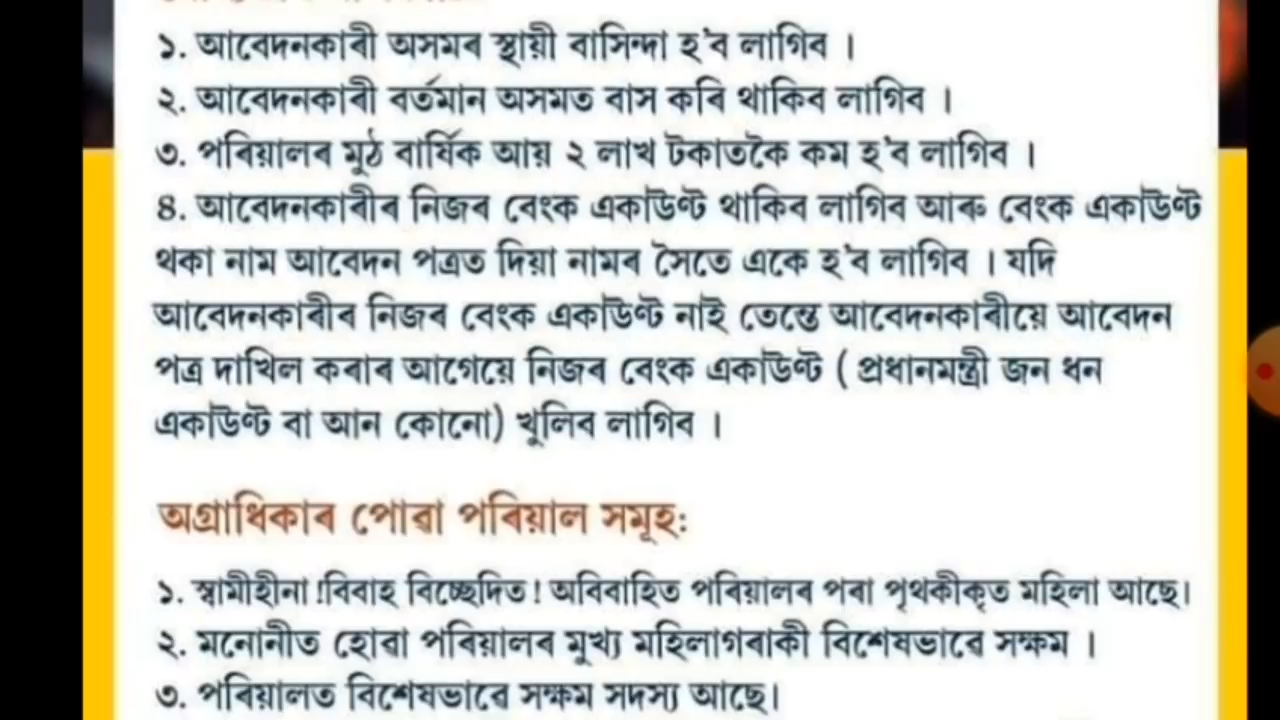 ১. আবেদনকাৰী অসমৰ স্থায়ী বাসিন্দা হ'ব লাগিব ।
২. আবেদনকাৰী বৰ্তমান অসমত বাস কৰি থাকিব লাগিব ।
৩. পৰিয়ালৰ মুঠ বাৰ্ষিক আয় ২ লাখ টকাতকৈ কম হ'ব লাগিব ।
৪. আবেদনকাৰীৰ নিজৰ বেংক একাউণ্ট থাকিব লাগিব আৰু বেংক একাউণ্ট
থকা নাম আবেদন পত্ৰত দিয়া নামৰ সৈতে একে হ'ব লাগিব । যদি
আবেদনকাৰীৰ নিজৰ বেংক একাউণ্ট নাই তেন্তে আবেদনকাৰীয়ে আবেদন
পত্ৰ দাখিল কৰাৰ আগেয়ে নিজৰ বেংক একাউণ্ট ( প্ৰধানমন্ত্ৰী জন ধন
একাউণ্ট বা আন কোনো) খুলিব লাগিব ।
অগ্ৰাধিকাৰ পোৱা পৰিয়াল সমূহ:
১. স্বামীহীনা !বিবাহ বিচ্ছেদিত! অবিবাহিত পৰিয়ালৰ পৰা পৃথকীকৃত মহিলা আছে।
২. মনোনীত হোৱা পৰিয়ালৰ মুখ্য মহিলাগৰাকী বিশেষভাৱে সক্ষম ।
৩. পৰিয়ালত বিশেষভাৱে সক্ষম সদস্য আছে।